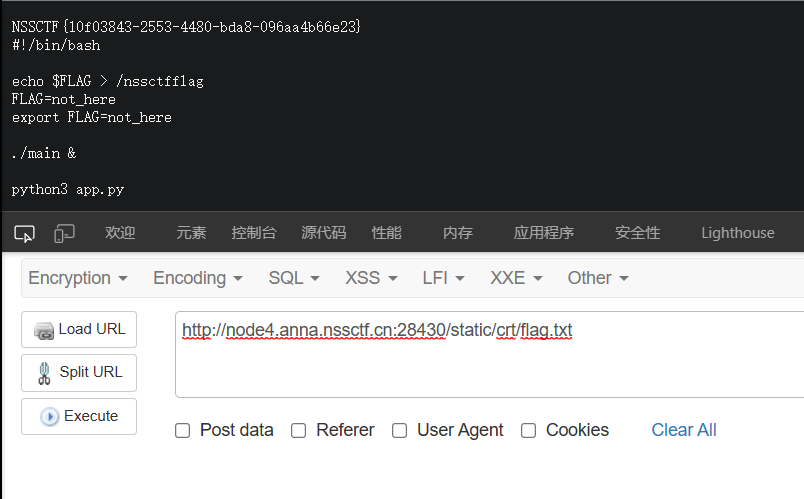 NSSCTF{10f03843-2553-4480-bda8-096aa4b66e23}
#!/bin/bash
echo $FLAG > /nssctfflag
FLAG=not_here
export FLAG=not_here
./main &
python3 app.py
欢迎 元素 控制台 源代码 性能 内存 应用程序 安全性 Lighthouse
Encryption Encoding SQL XSS LFI XXE Other
Load URL
http://node4.anna.nssctf.cn:28430/static/crt/flag.txt
Split URL
Execute
Post data Referer User Agent Cookies Clear All